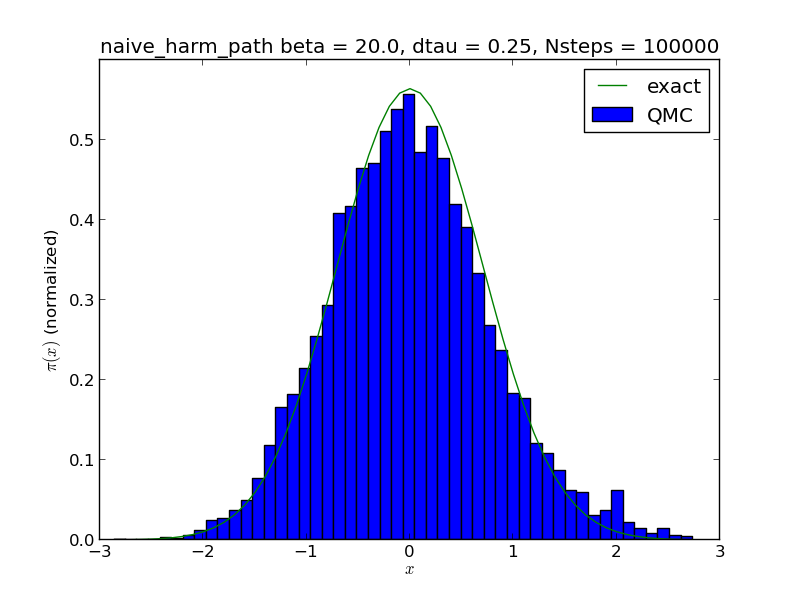 naive_harm_path beta = 20.0, dtau = 0.25, Nsteps = 100000
exact
QMC
0.5
0.4
0.3
0.2
0.1
0.0
π(x) (normalized)
−3 −2 −1 0 1 2 3
x